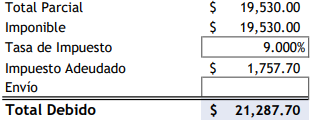 Total Parcial $ 19,530.00
Imponible $ 19,530.00
Tasa de Impuesto 9.000%
Impuesto Adeudado $ 1,757.70
Envío
Total Debido $ 21,287.70